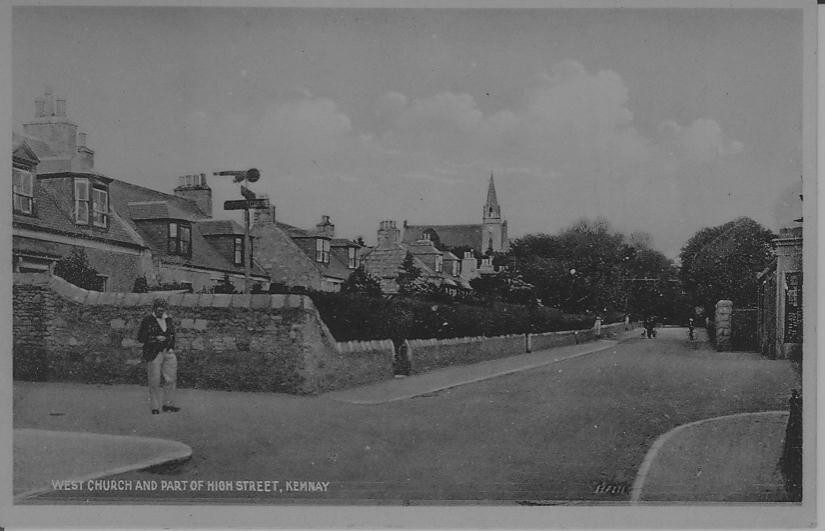 WEST CHURCH AND PART OF HIGH STREET, KEMNAY